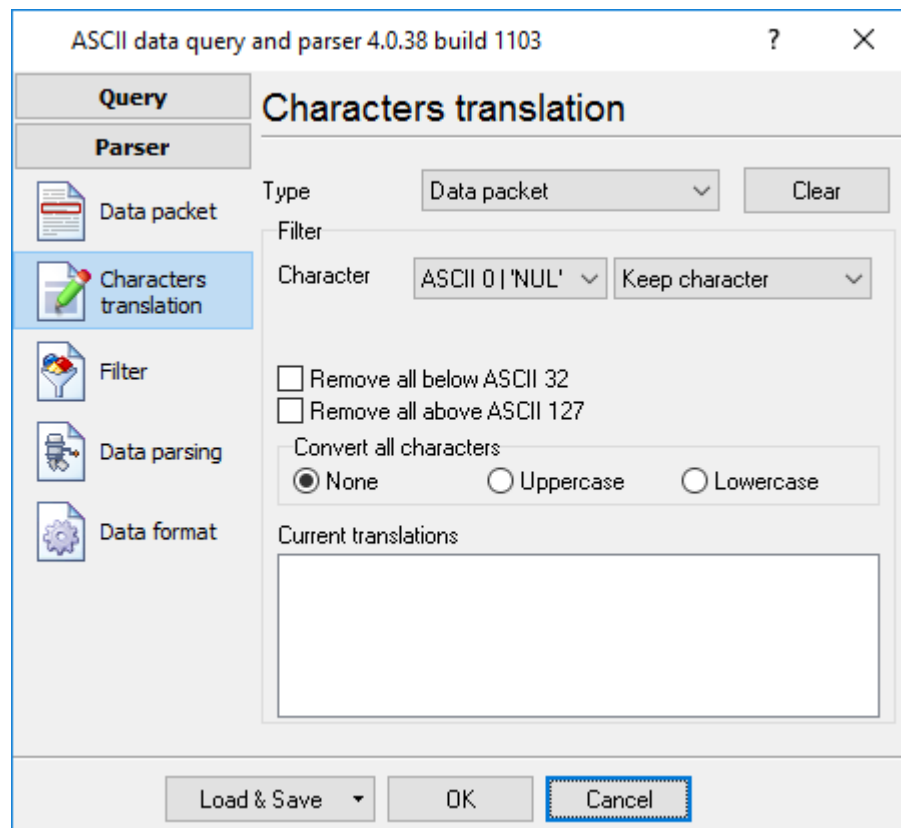 ASCII data query and parser 4.0.38 build 1103 ?
Query
Parser
Data packet
Characters
translation
Filter
Data parsing
Data format
Characters translation
Type Data packet Clear
Filter
Character ASCII 0 | 'NUL' Keep character
Remove all below ASCII 32
Remove all above ASCII 127
Convert all characters
None Uppercase Lowercase
Current translations
Load & Save OK Cancel